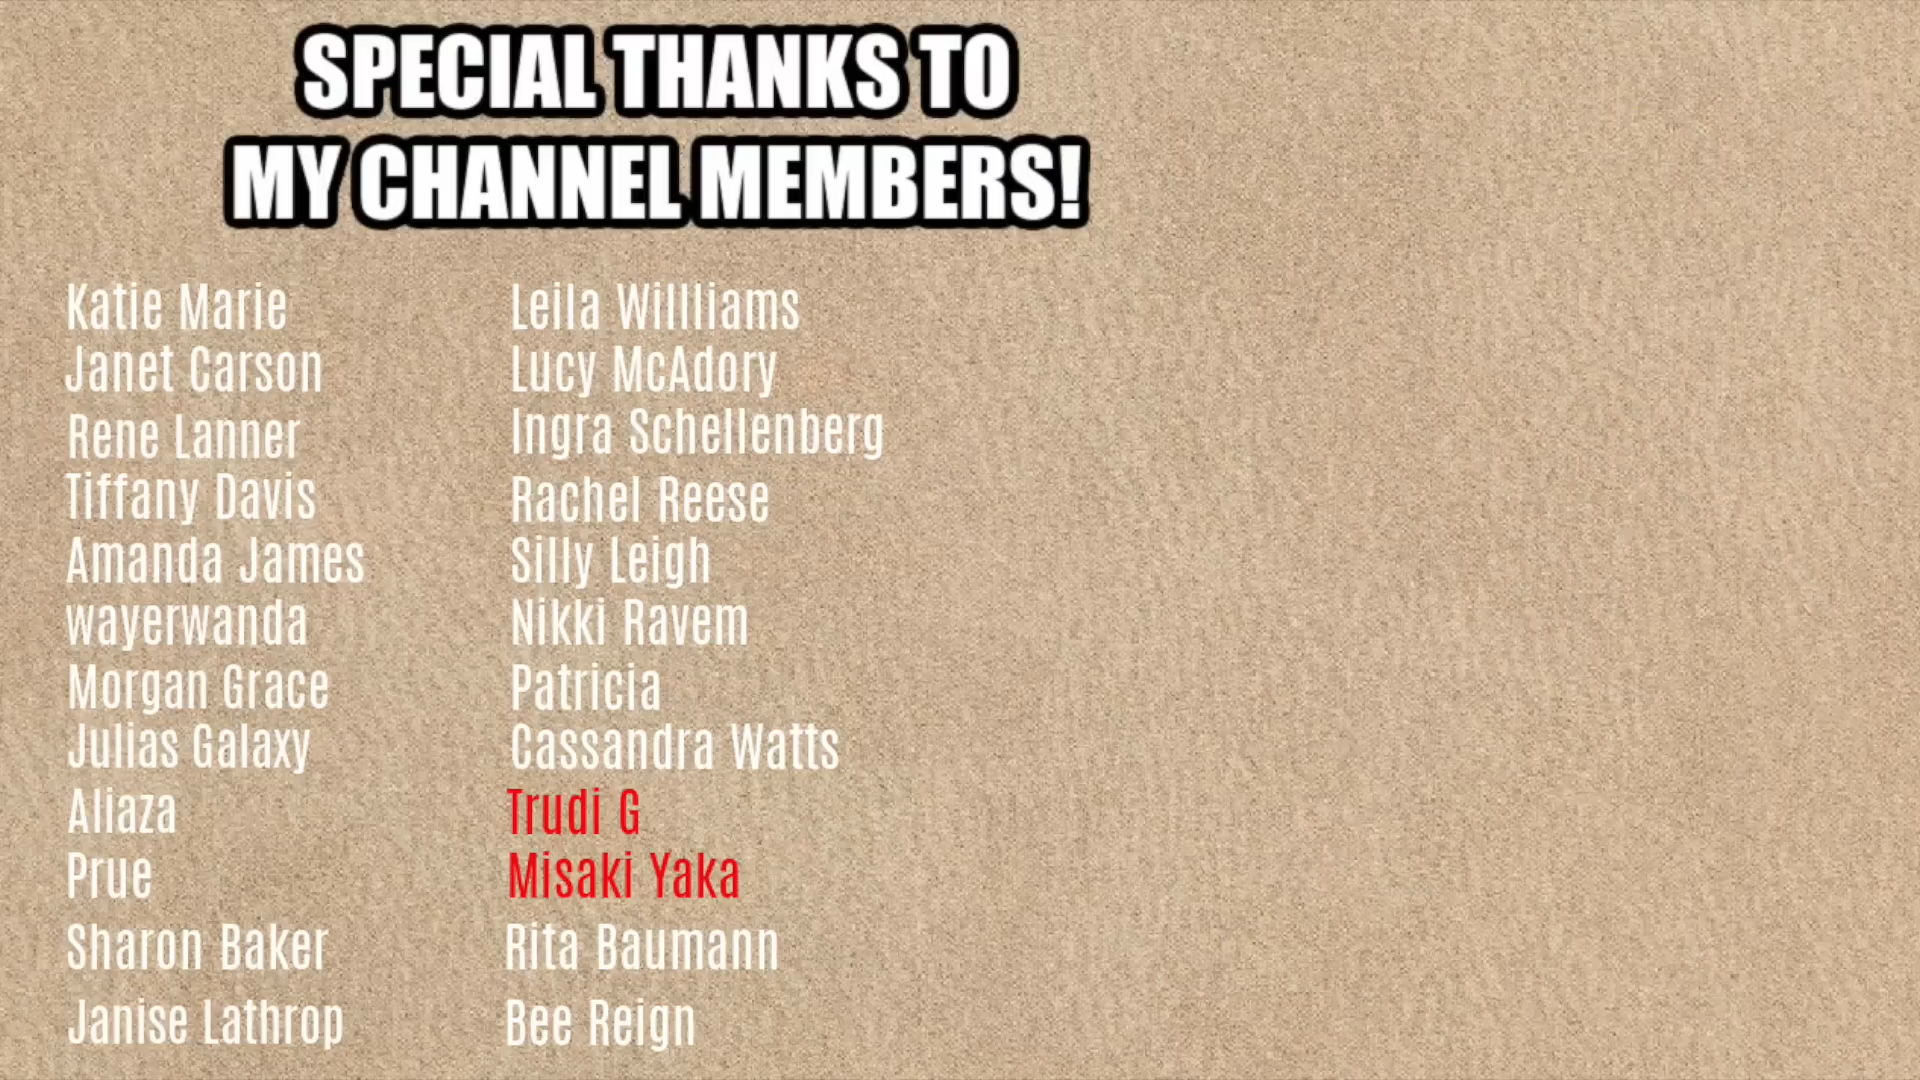 SPECIAL THANKS TO
MY CHANNEL MEMBERS!
Katie Marie
Janet Carson
Rene Lanner
Tiffany Davis
Amanda James
wayerwanda
Morgan Grace
Julias Galaxy
Aliaza
Prue
Sharon Baker
Janise Lathrop
Leila Willliams
Lucy McAdory
Ingra Schellenberg
Rachel Reese
Silly Leigh
Nikki Ravem
Patricia
Cassandra Watts
Trudi G
Misaki Yaka
Rita Baumann
Bee Reign